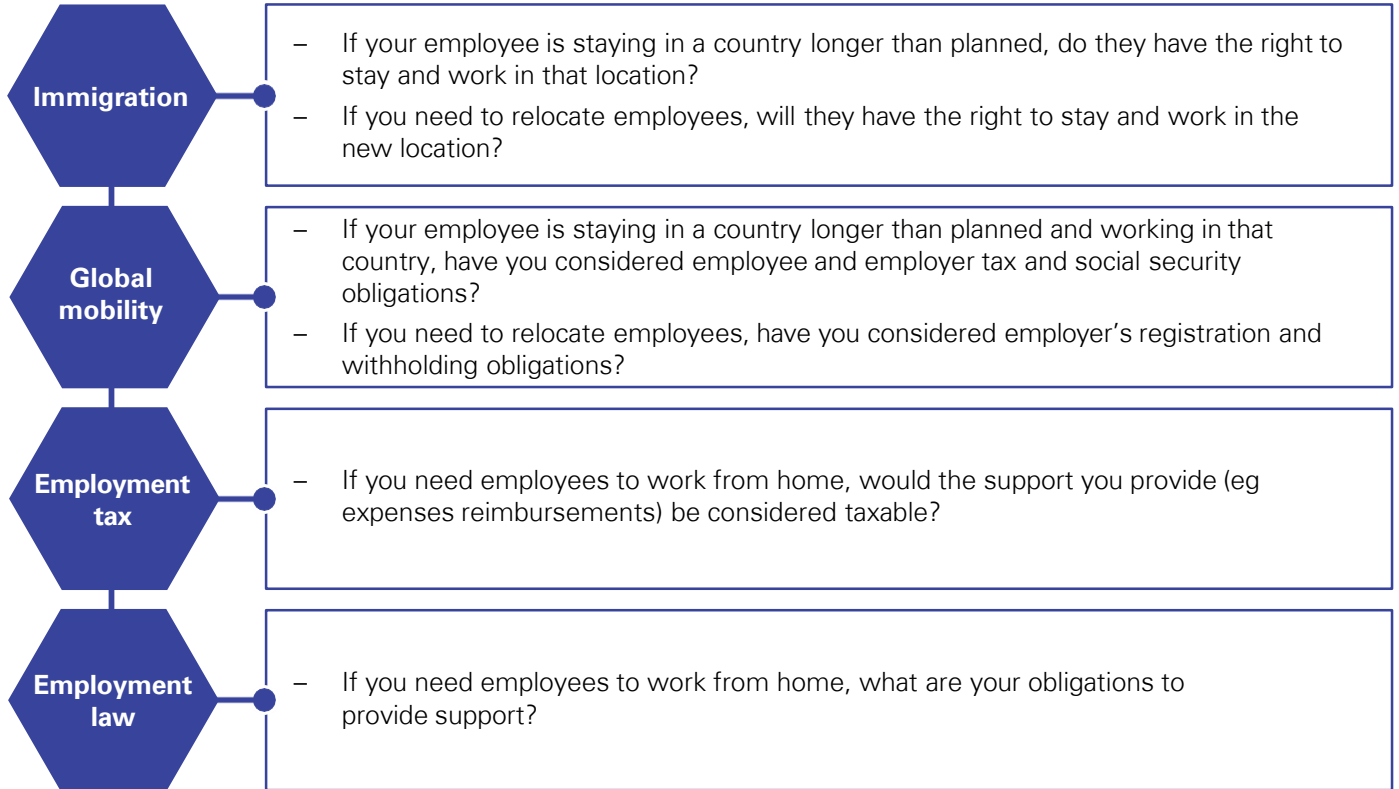 Immigration
– If your employee is staying in a country longer than planned, do they have the right to
stay and work in that location?
– If you need to relocate employees, will they have the right to stay and work in the
new location?
Global
mobility
– If your employee is staying in a country longer than planned and working in that
country, have you considered employee and employer tax and social security
obligations?
– If you need to relocate employees, have you considered employer’s registration and
withholding obligations?
Employment
tax
– If you need employees to work from home, would the support you provide (eg
expenses reimbursements) be considered taxable?
Employment
law
– If you need employees to work from home, what are your obligations to
provide support?